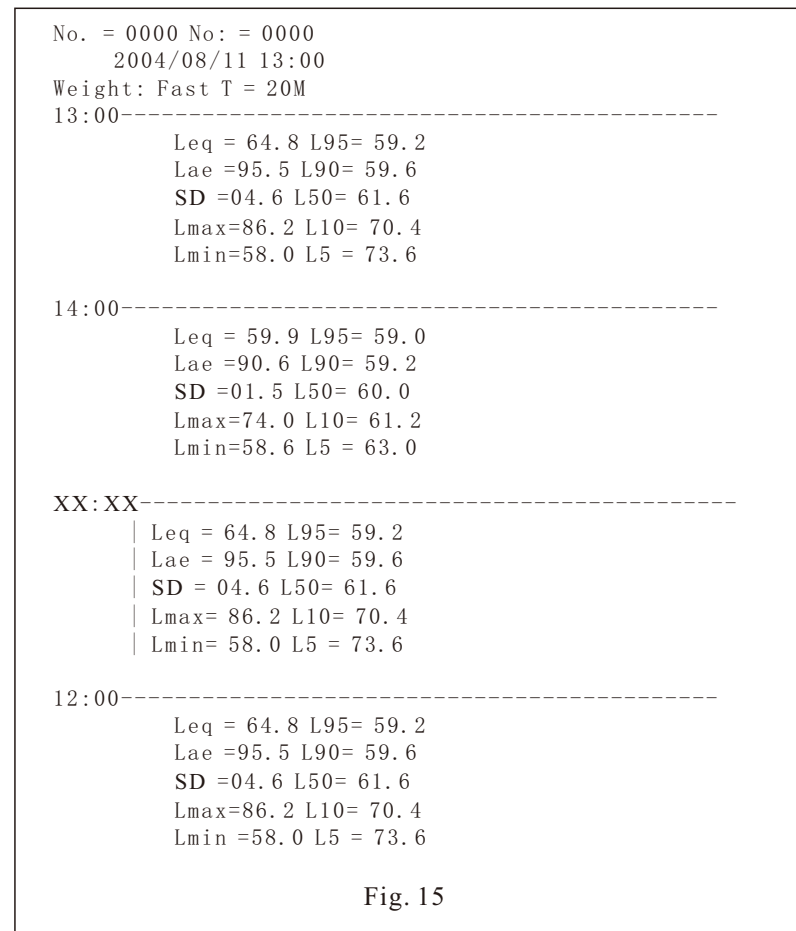 No. = 0000 No: = 0000
2004/08/11 13:00
Weight: Fast T = 20M
13:00--------------------------------------------
Leq = 64.8 L95= 59.2
Lae =95.5 L90= 59.6
SD =04.6 L50= 61.6
Lmax=86.2 L10= 70.4
Lmin=58.0 L5 = 73.6
14:00--------------------------------------------
Leq = 59.9 L95= 59.0
Lae =90.6 L90= 59.2
SD =01.5 L50= 60.0
Lmax=74.0 L10= 61.2
Lmin=58.6 L5 = 63.0
XX:XX--------------------------------------------
| Leq = 64.8 L95= 59.2
| Lae = 95.5 L90= 59.6
| SD = 04.6 L50= 61.6
| Lmax= 86.2 L10= 70.4
| Lmin= 58.0 L5 = 73.6
12:00--------------------------------------------
Leq = 64.8 L95= 59.2
Lae =95.5 L90= 59.6
SD =04.6 L50= 61.6
Lmax=86.2 L10= 70.4
Lmin =58.0 L5 = 73.6
Fig. 15